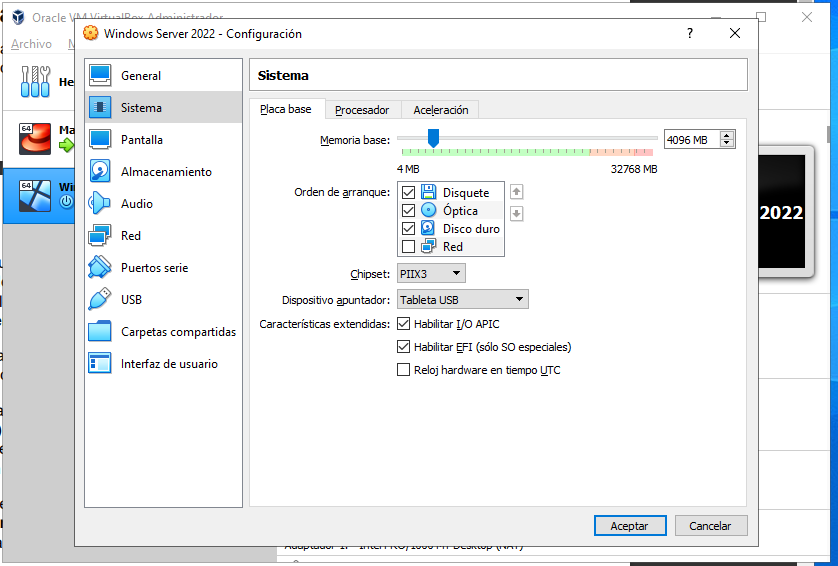 Oracle VM VirtualBox Administrador
Windows Server 2022 - Configuración
?
Archivo
M
He
64
Ma
64
Wi
General
Sistema
Pantalla
Almacenamiento
Audio
Red
Puertos serie
USB
Carpetas compartidas
Interfaz de usuario
Sistema
Placa base
Procesador
Aceleración
Memoria base:
4096 MB
4 MB
32768 MB
Orden de arranque:
Disquete
Óptica
Disco duro
Red
Chipset:
PIIX3
Dispositivo apuntador:
Tableta USB
Características extendidas:
Habilitar I/O APIC
Habilitar EFI (sólo SO especiales)
Reloj hardware en tiempo UTC
2022
Aceptar
Cancelar
Adaptador 1: Intel PRO/1000 MT Desktop (NAT)